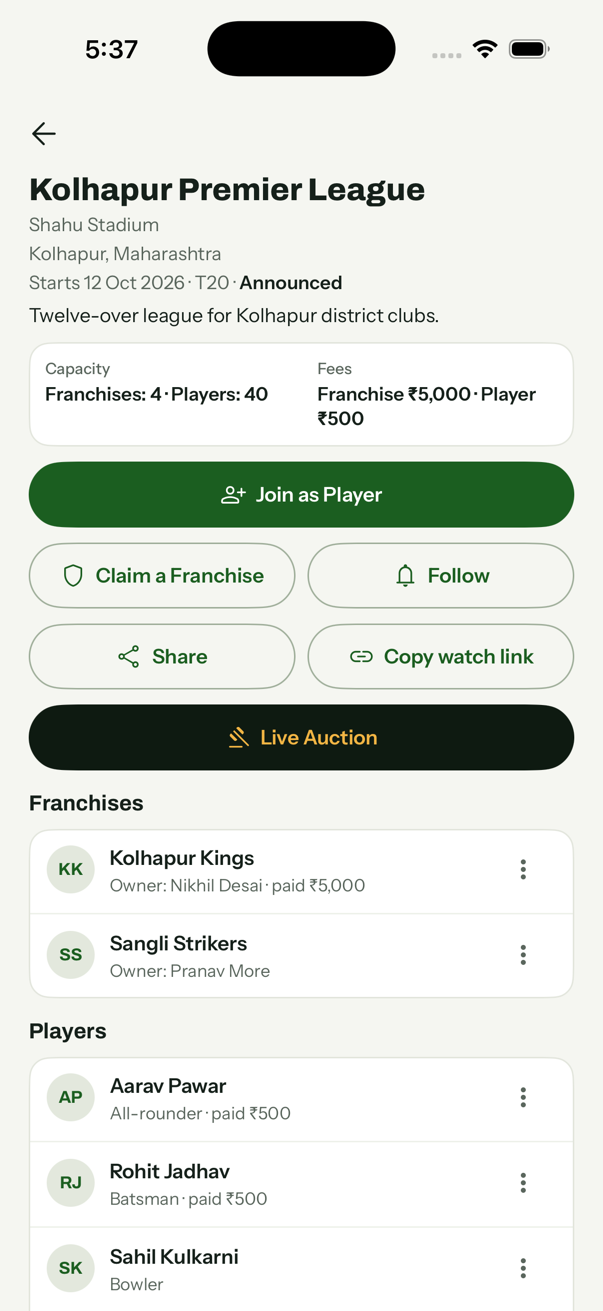 5:37
Kolhapur Premier League
Shahu Stadium
Kolhapur, Maharashtra
Starts 12 Oct 2026 · T20 · Announced
Twelve-over league for Kolhapur district clubs.
Capacity
Franchises: 4 · Players: 40
Fees
Franchise ₹5,000 · Player
₹500
Join as Player
Claim a Franchise
Follow
Share
Copy watch link
Live Auction
Franchises
KK
Kolhapur Kings
Owner: Nikhil Desai · paid ₹5,000
SS
Sangli Strikers
Owner: Pranav More
Players
AP
Aarav Pawar
All-rounder · paid ₹500
RJ
Rohit Jadhav
Batsman · paid ₹500
SK
Sahil Kulkarni
Bowler